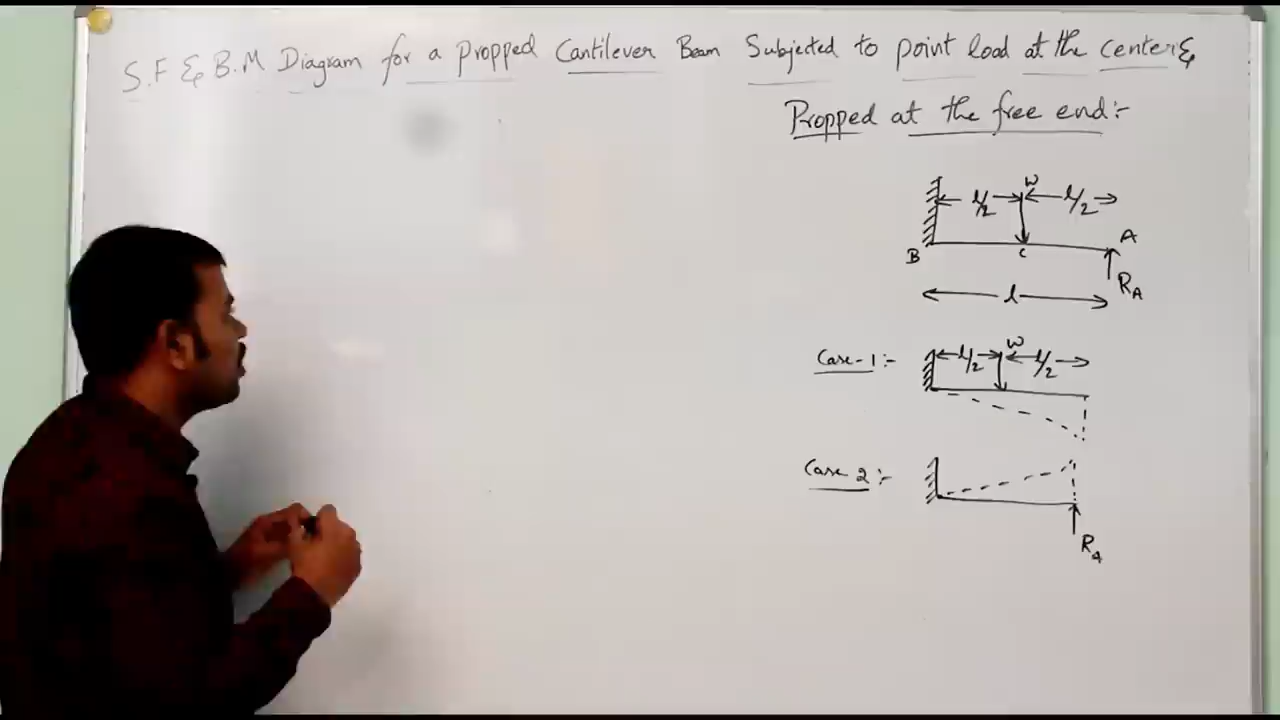 S.F & B.M Diagram for a Propped Cantilever Beam Subjected to point load at the center &
Propped at the free end:-
l/2 W l/2
B C A
RA
l
Case-1:- l/2 W l/2
Case 2:-
RA